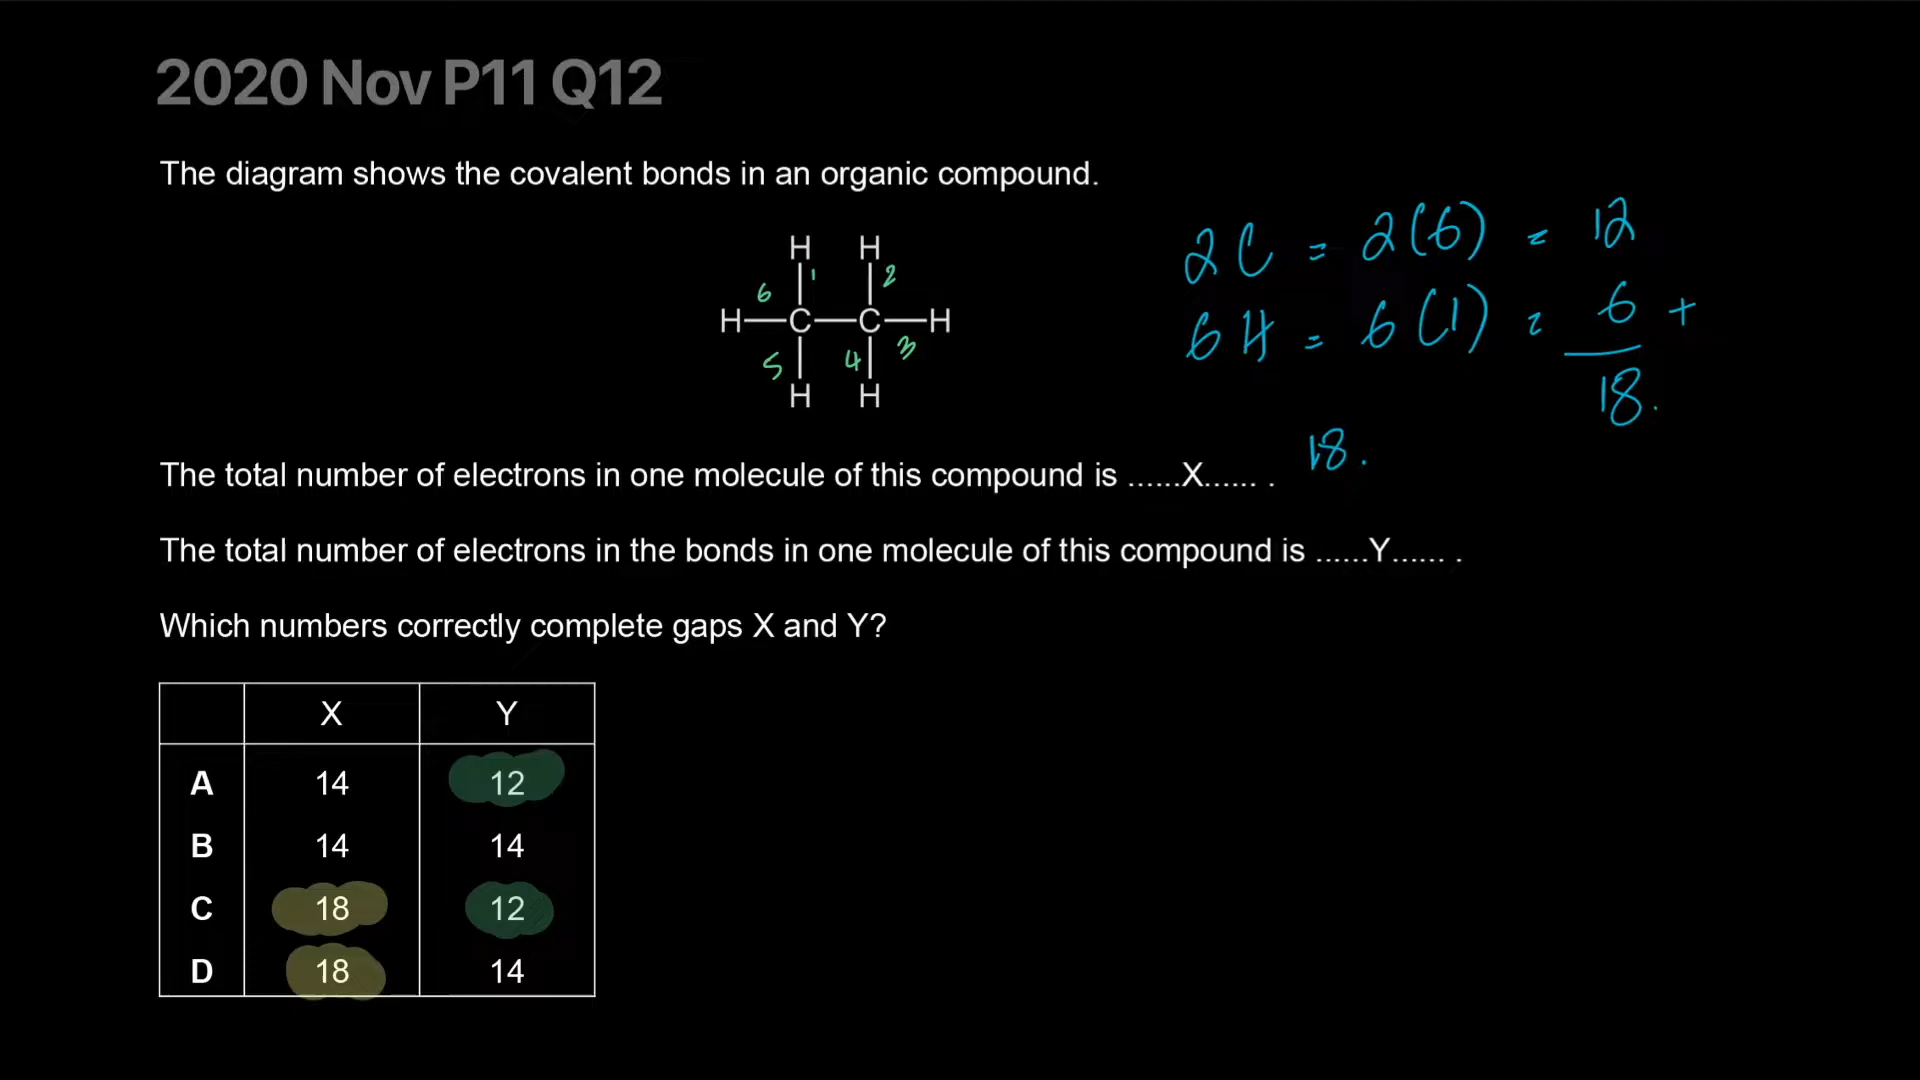 2020 Nov P11 Q12
The diagram shows the covalent bonds in an organic compound.
2C = 2(6) = 12
H H
1 2
6
H C C H
6H = 6(1) = 6 +
5 4 3
H H
18.
18.
The total number of electrons in one molecule of this compound is ......X...... .
The total number of electrons in the bonds in one molecule of this compound is ......Y...... .
Which numbers correctly complete gaps X and Y?
X Y
A 14 12
B 14 14
C 18 12
D 18 14